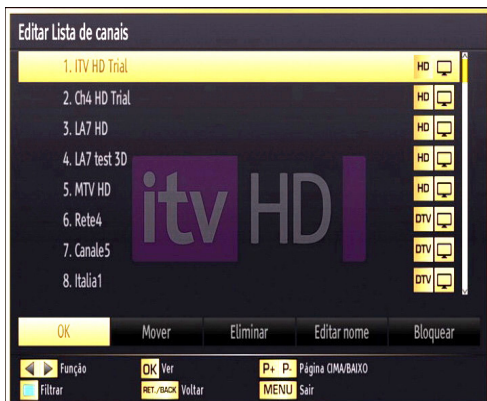 Editar Lista de canais
1. ITV HD Trial HD
2. Ch4 HD Trial HD
3. LA7 HD HD
4. LA7 test 3D HD
5. MTV HD HD
6. Rete4 DTV
7. Canale5 DTV
8. Italia1 DTV
itv HD
OK Mover Eliminar Editar nome Bloquear
Função OK Ver P+ P- Página CIMA/BAIXO
Filtrar RET./BACK Voltar MENU Sair